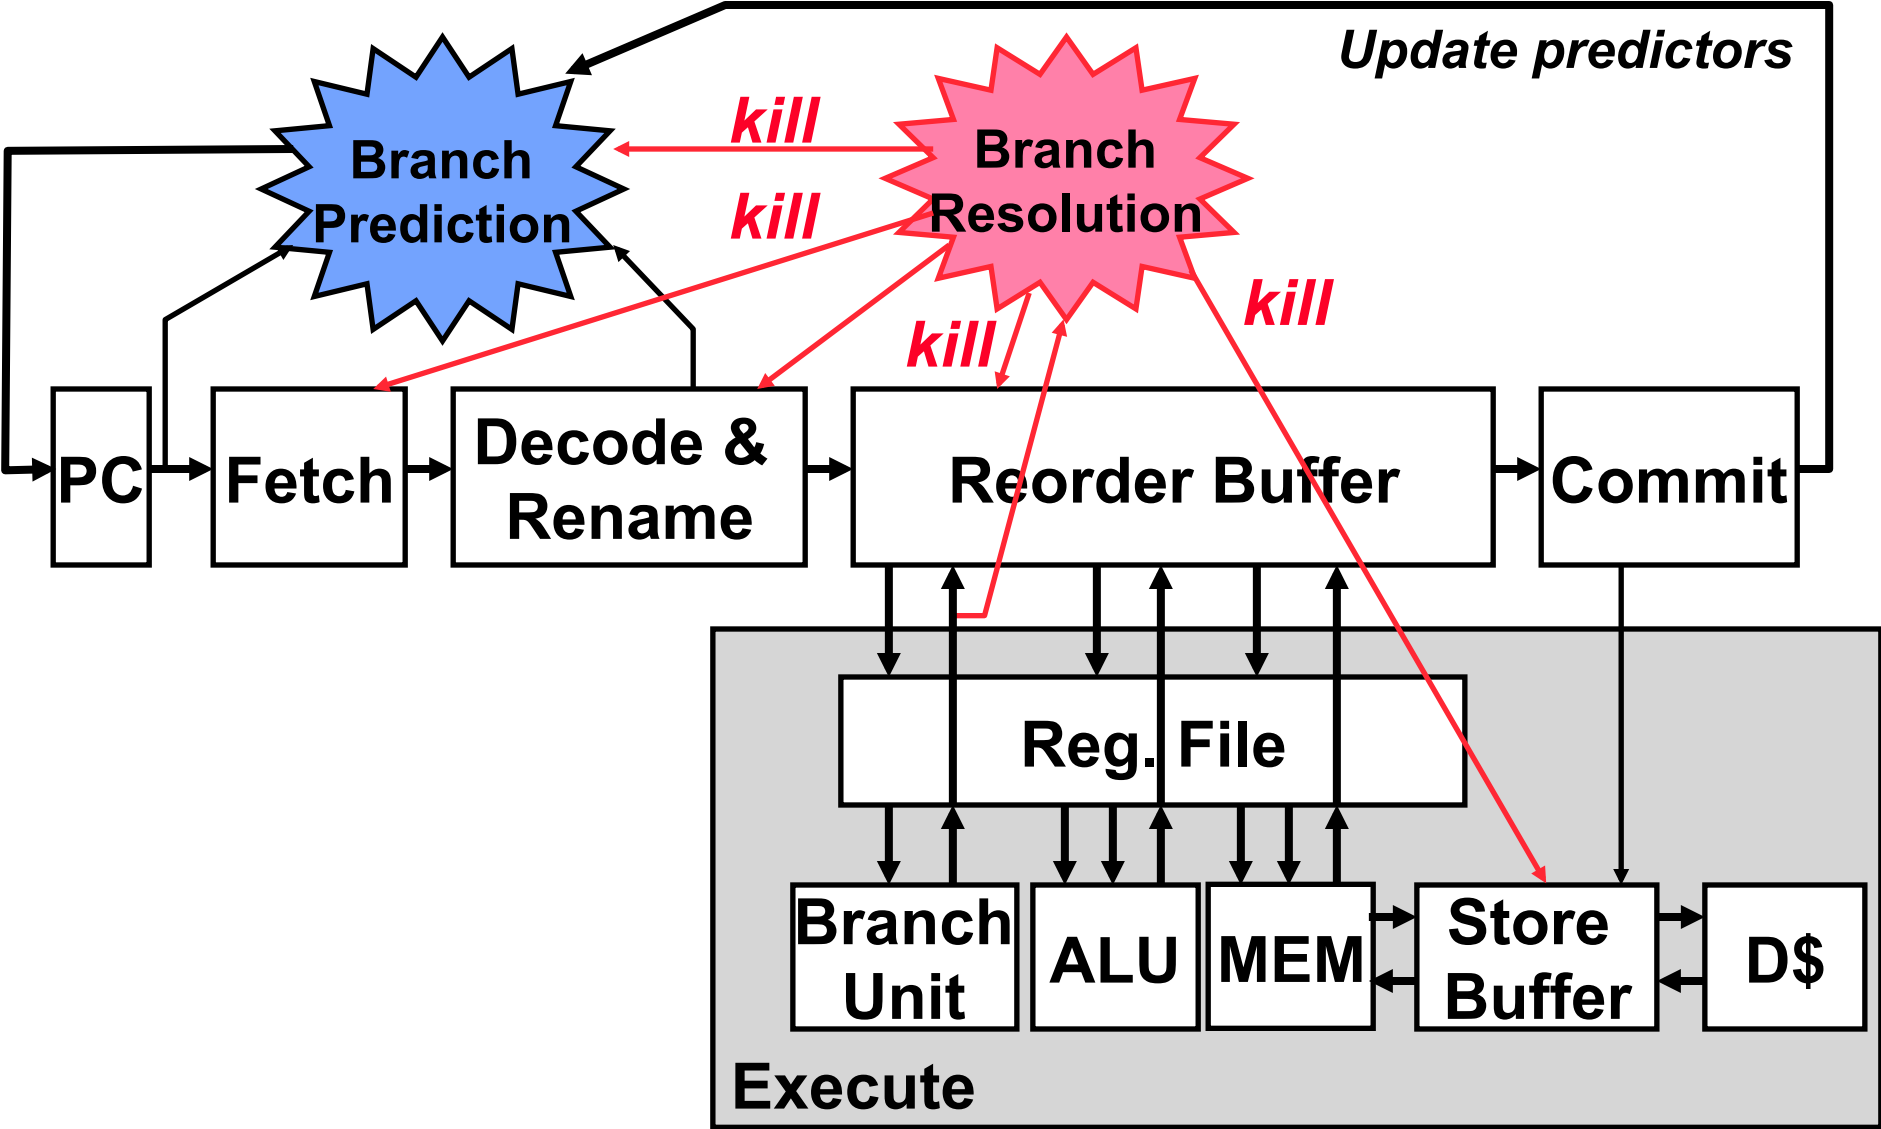 Update predictors
kill
Branch
Prediction
Branch
Resolution
kill
kill
kill
PC
Fetch
Decode &
Rename
Reorder Buffer
Commit
Reg. File
Branch
Unit
ALU
MEM
Store
Buffer
D$
Execute